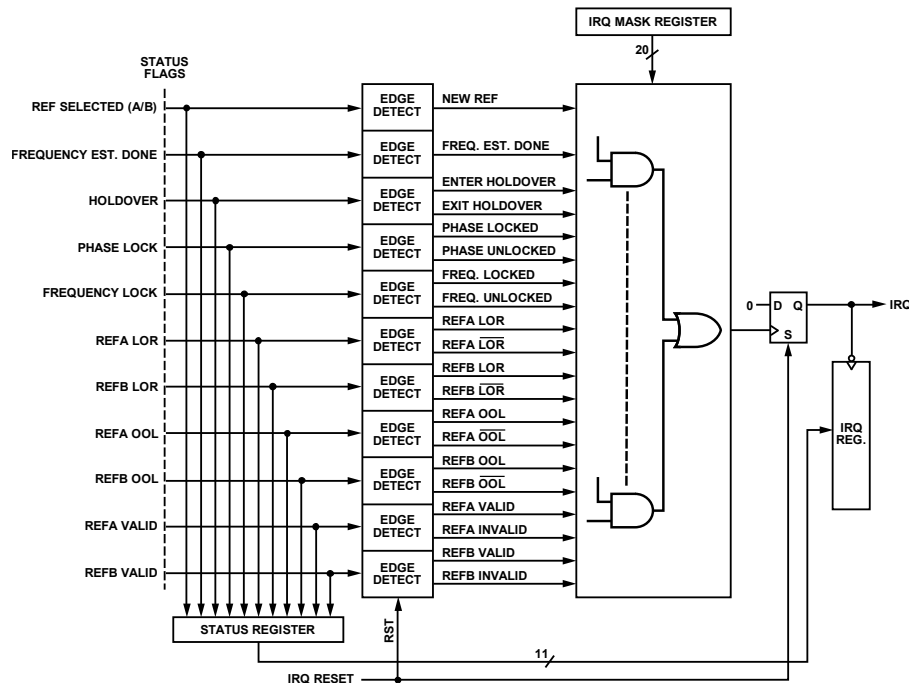 IRQ MASK REGISTER
20
STATUS
FLAGS
REF SELECTED (A/B)
EDGE
DETECT
NEW REF
FREQUENCY EST. DONE
EDGE
DETECT
FREQ. EST. DONE
HOLDOVER
EDGE
DETECT
ENTER HOLDOVER
EXIT HOLDOVER
PHASE LOCK
EDGE
DETECT
PHASE LOCKED
PHASE UNLOCKED
FREQUENCY LOCK
EDGE
DETECT
FREQ. LOCKED
FREQ. UNLOCKED
REFA LOR
EDGE
DETECT
REFA LOR
REFA L̅O̅R̅
REFB LOR
EDGE
DETECT
REFB LOR
REFB L̅O̅R̅
REFA OOL
EDGE
DETECT
REFA OOL
REFA O̅O̅L̅
REFB OOL
EDGE
DETECT
REFB OOL
REFB O̅O̅L̅
REFA VALID
EDGE
DETECT
REFA VALID
REFA INVALID
REFB VALID
EDGE
DETECT
REFB VALID
REFB INVALID
0
D Q
S
IRQ
IRQ
REG.
STATUS REGISTER
RST
11
IRQ RESET